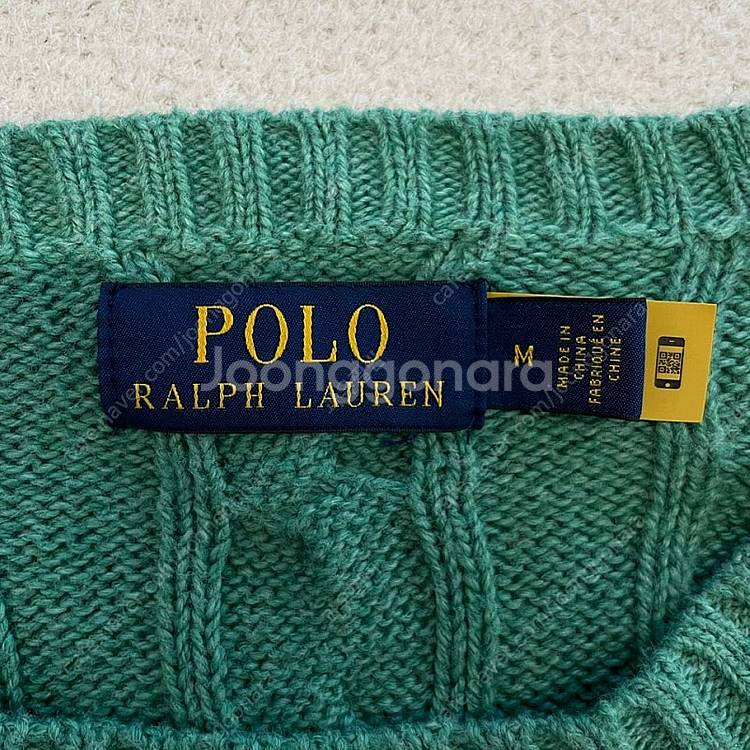 POLO
RALPH LAUREN
M
MADE IN
CHINA
FABRIQUÉ EN
CHINE
Joonggonara